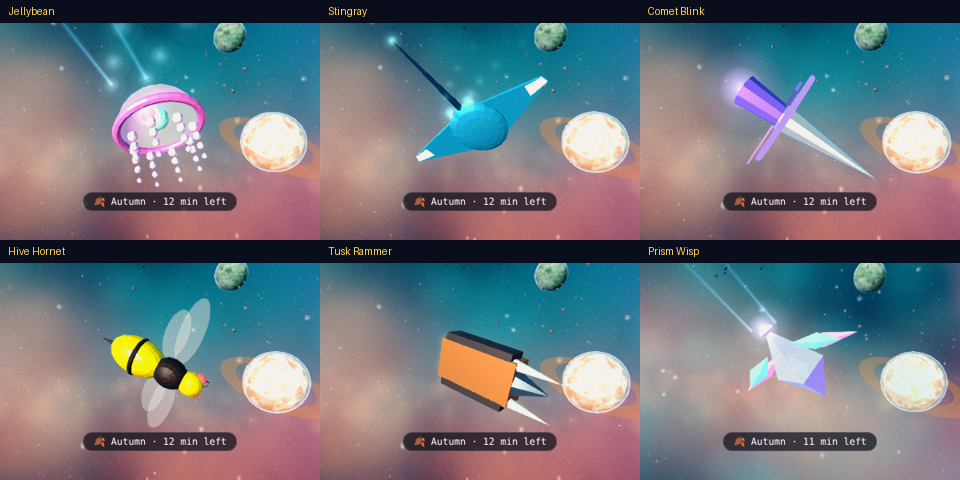 Jellybean
Stingray
Comet Blink
🍂 Autumn · 12 min left
🍂 Autumn · 12 min left
🍂 Autumn · 12 min left
Hive Hornet
Tusk Rammer
Prism Wisp
🍂 Autumn · 12 min left
🍂 Autumn · 12 min left
🍂 Autumn · 11 min left